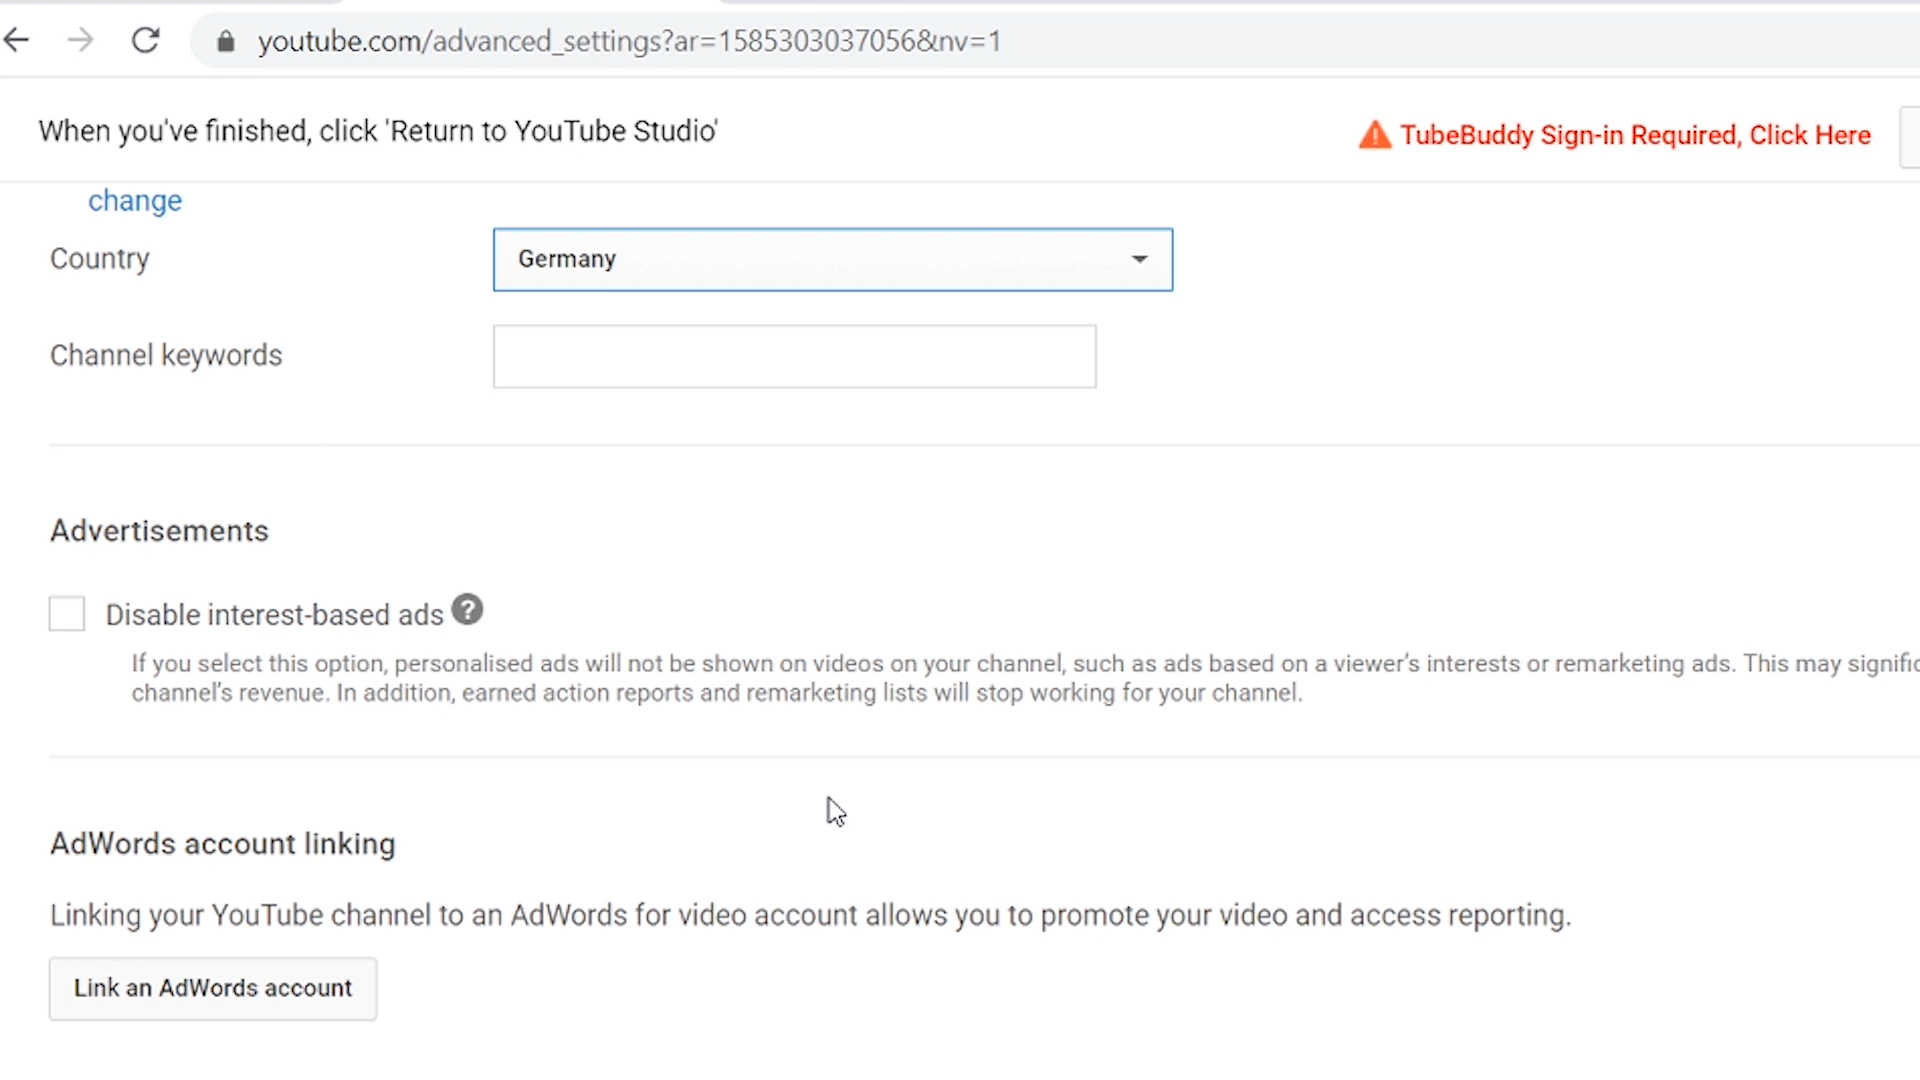 youtube.com/advanced_settings?ar=1585303037056&nv=1
When you've finished, click 'Return to YouTube Studio'
TubeBuddy Sign-in Required, Click Here
change
Country
Germany
Channel keywords
Advertisements
Disable interest-based ads ?
If you select this option, personalised ads will not be shown on videos on your channel, such as ads based on a viewer's interests or remarketing ads. This may signific
channel's revenue. In addition, earned action reports and remarketing lists will stop working for your channel.
AdWords account linking
Linking your YouTube channel to an AdWords for video account allows you to promote your video and access reporting.
Link an AdWords account